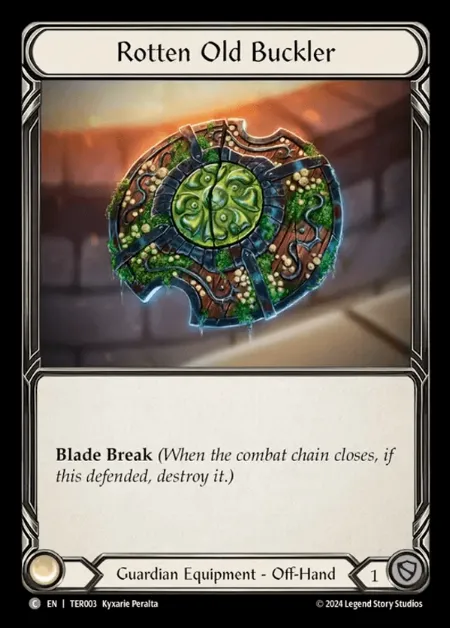 Rotten Old Buckler
Blade Break (When the combat chain closes, if
this defended, destroy it.)
Guardian Equipment - Off-Hand
1
C EN | TER003 Kyxarie Peralta
© 2024 Legend Story Studios